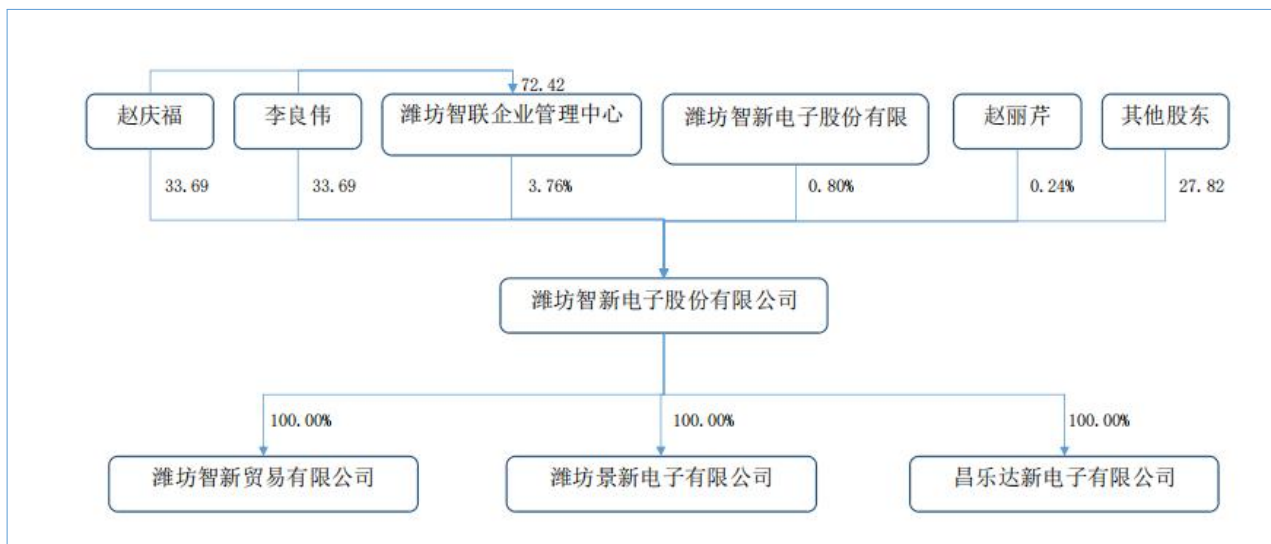 72.42
赵庆福
李良伟
潍坊智联企业管理中心
潍坊智新电子股份有限
赵丽芹
其他股东
33.69
33.69
3.76%
0.80%
0.24%
27.82
潍坊智新电子股份有限公司
100.00%
100.00%
100.00%
潍坊智新贸易有限公司
潍坊景新电子有限公司
昌乐达新电子有限公司